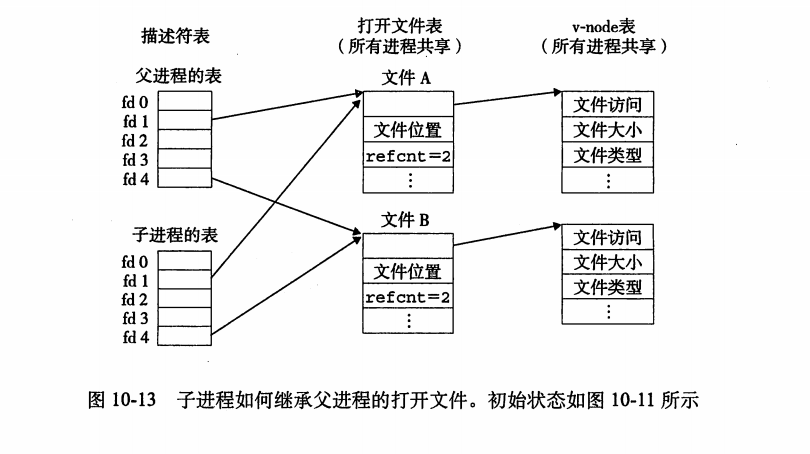 描述符表
打开文件表
（所有进程共享）
v-node表
（所有进程共享）
父进程的表
fd 0
fd 1
fd 2
fd 3
fd 4
文件 A
文件位置
refcnt=2
⋮
文件访问
文件大小
文件类型
⋮
子进程的表
fd 0
fd 1
fd 2
fd 3
fd 4
文件 B
文件位置
refcnt=2
⋮
文件访问
文件大小
文件类型
⋮
图 10-13 子进程如何继承父进程的打开文件。初始状态如图 10-11 所示